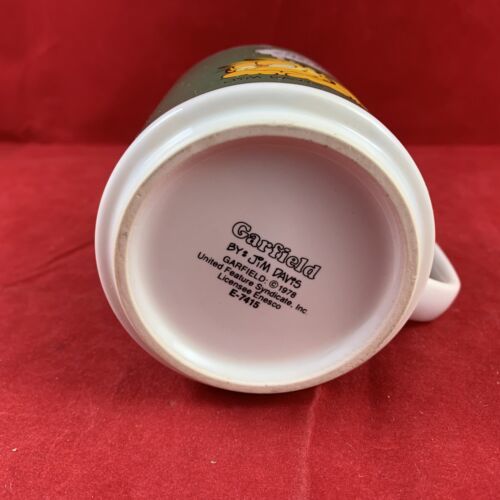 Garfield
BY: JIM DAVIS
GARFIELD: © 1978
United Feature Syndicate, Inc
Licensee Enesco
E-7415